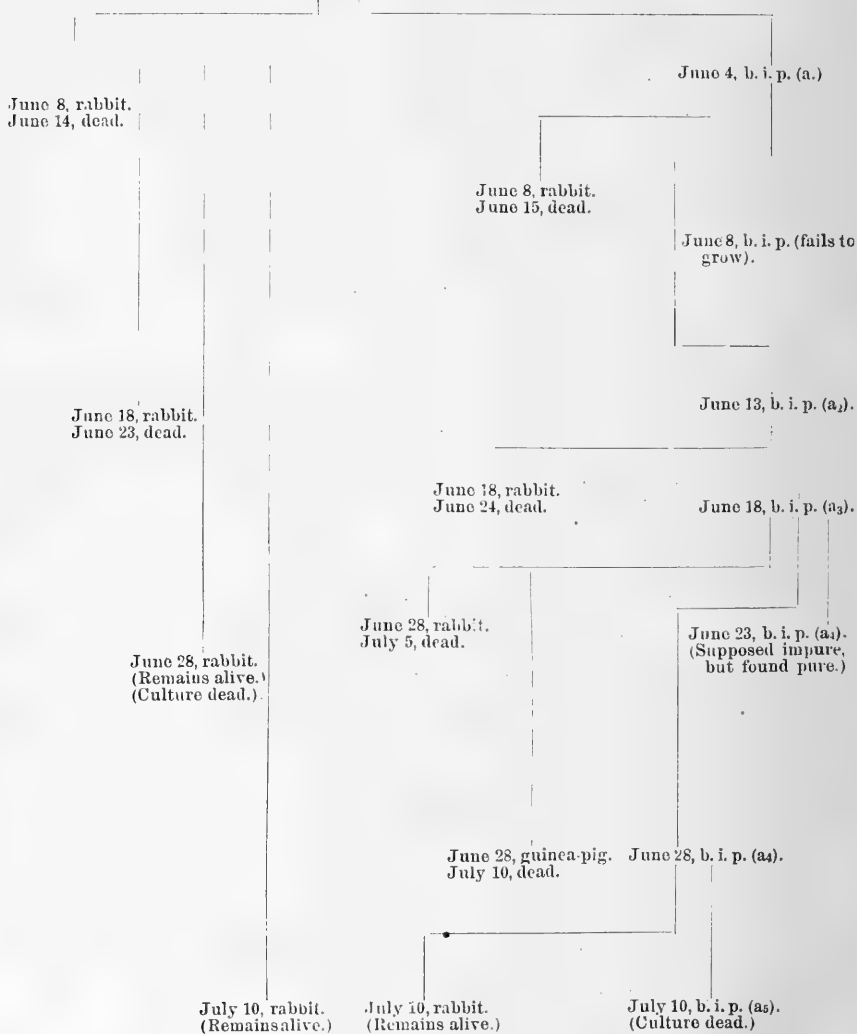 June 4, b. i. p. (a.)
June 8, rabbit.
June 14, dead.
June 8, rabbit.
June 15, dead.
June 8, b. i. p. (fails to
grow).
June 13, b. i. p. (a₂).
June 18, rabbit.
June 23, dead.
June 18, rabbit.
June 24, dead.
June 18, b. i. p. (a₃).
June 28, rabbit.
July 5, dead.
June 23, b. i. p. (a₄).
(Supposed impure,
but found pure.)
June 28, rabbit.
(Remains alive.)
(Culture dead.)
June 28, guinea-pig.
July 10, dead.
June 28, b. i. p. (a₄).
July 10, rabbit.
(Remains alive.)
July 10, rabbit.
(Remains alive.)
July 10, b. i. p. (a₅).
(Culture dead.)